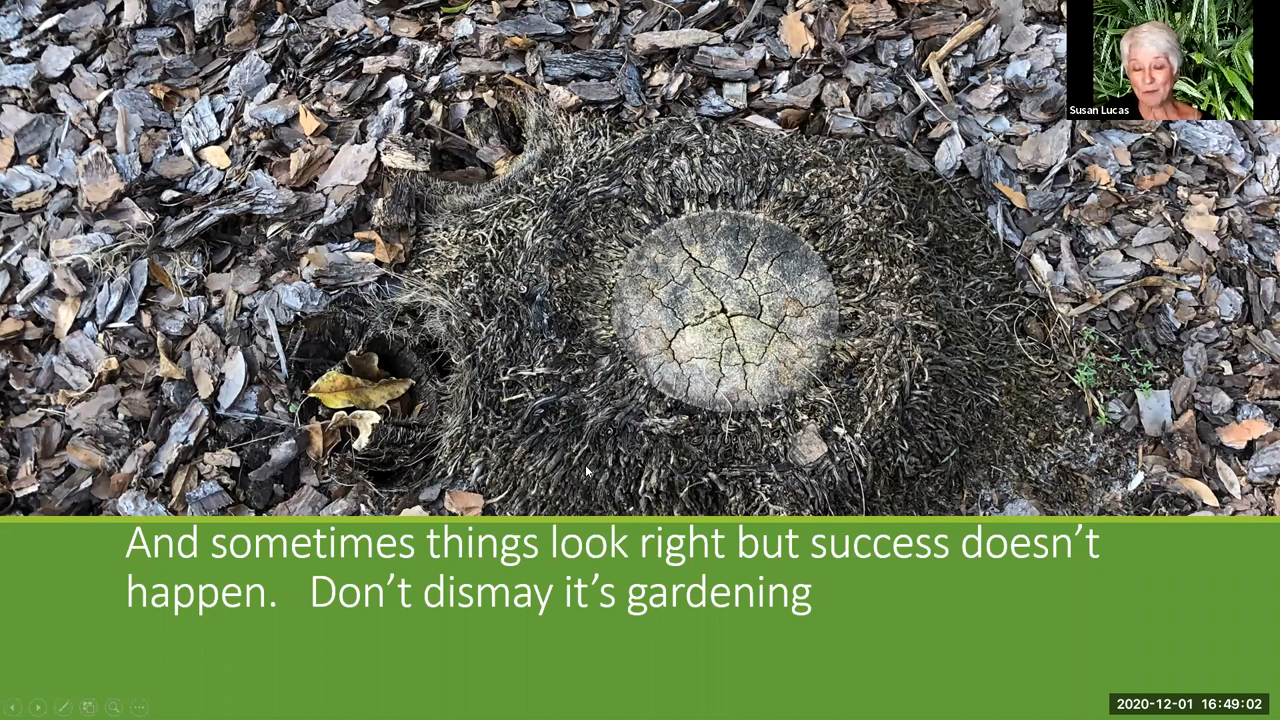 Susan Lucas
And sometimes things look right but success doesn’t
happen.   Don’t dismay it’s gardening
2020-12-01 16:49:02